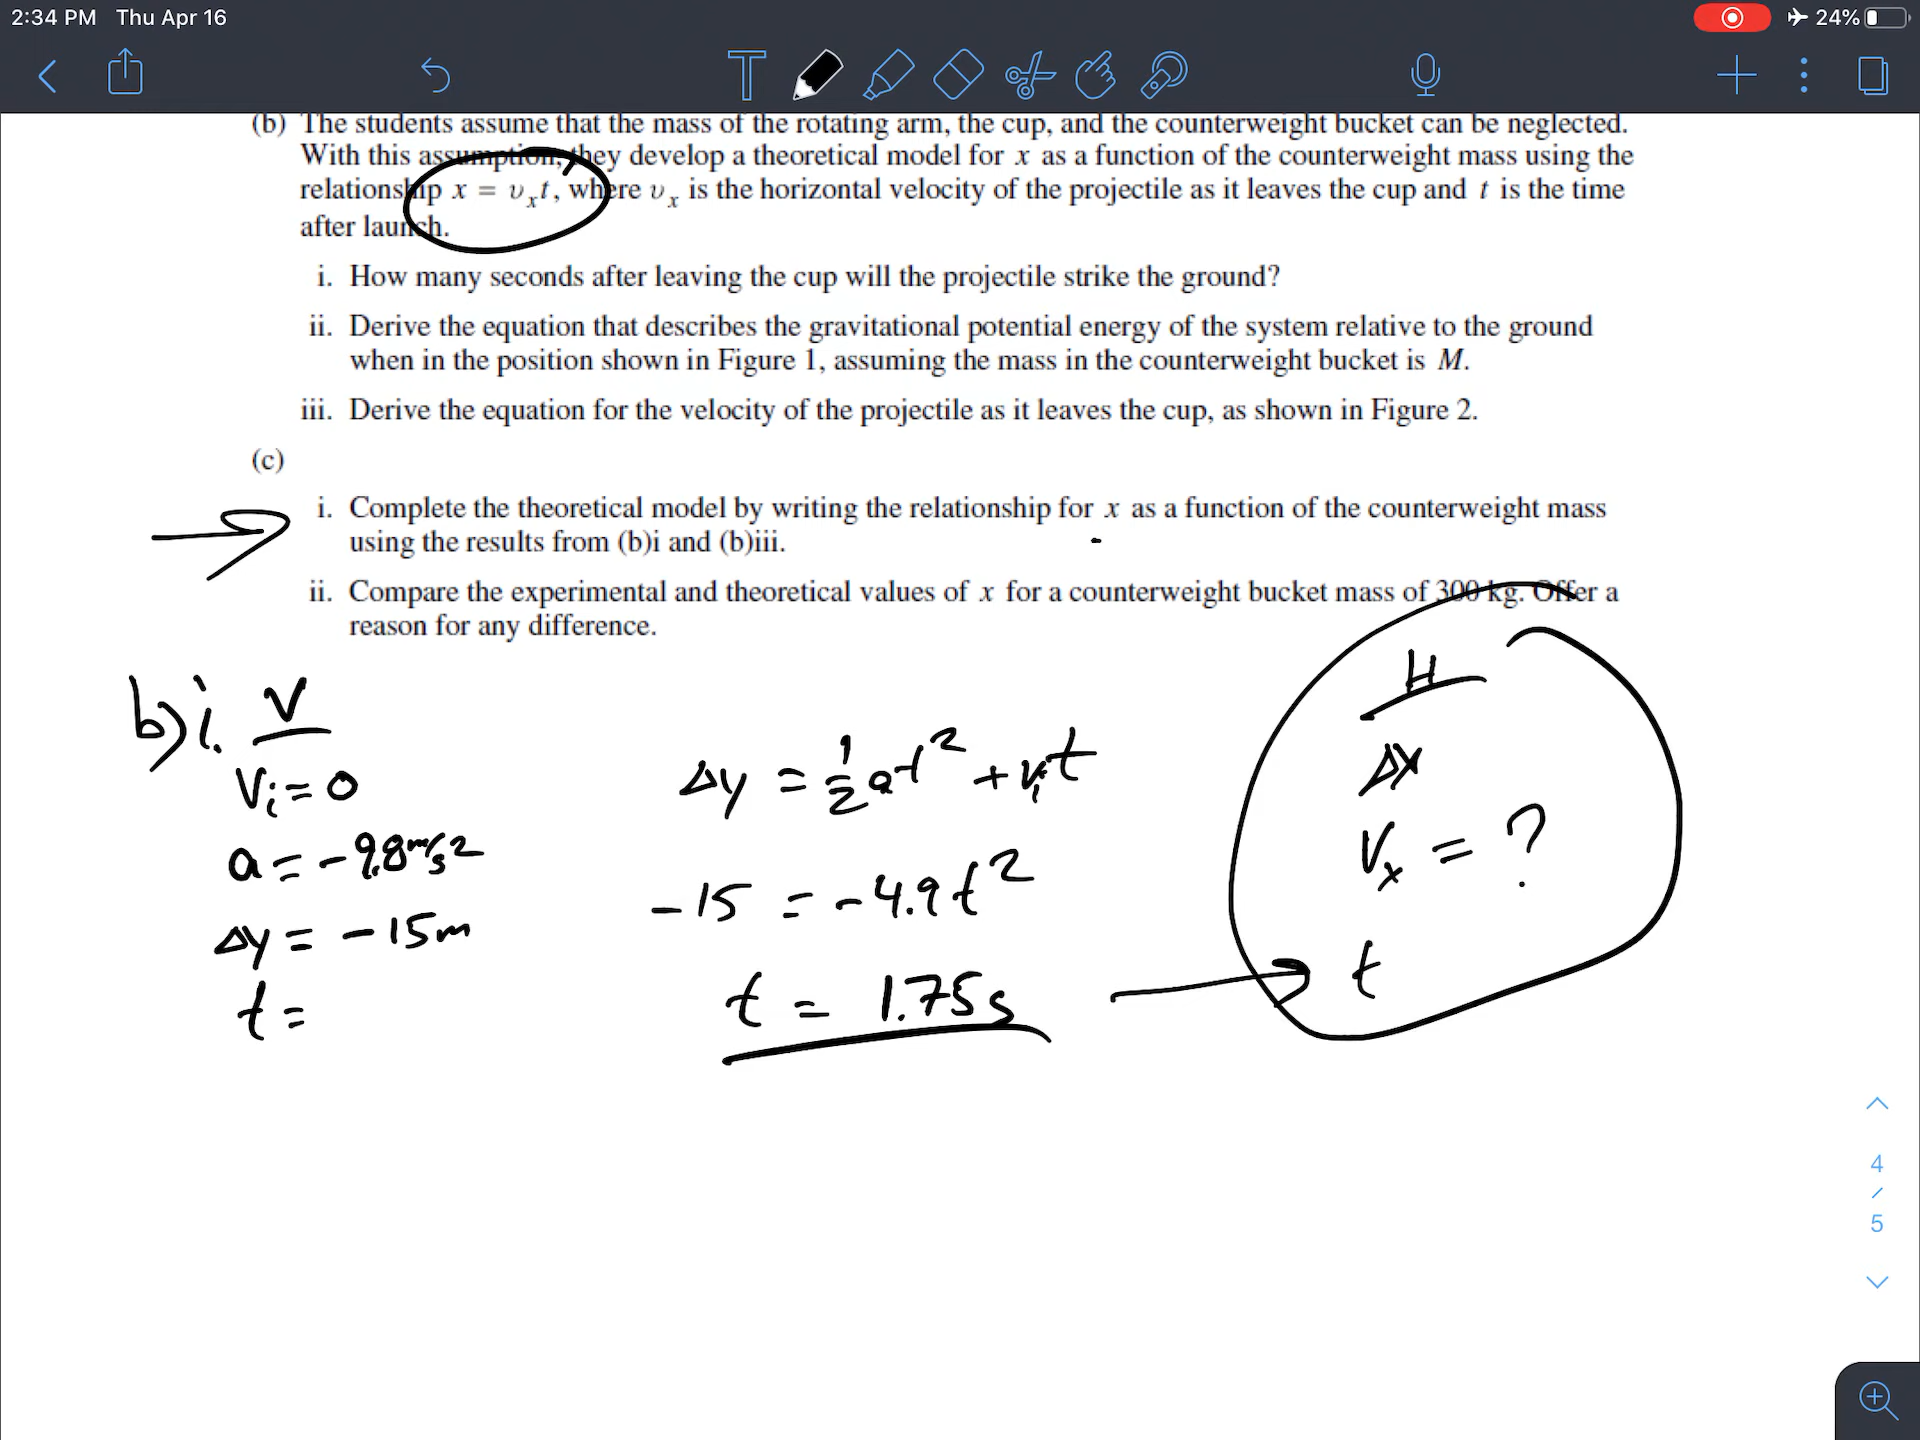 2:34 PM Thu Apr 16
24%
T
(b) The students assume that the mass of the rotating arm, the cup, and the counterweight bucket can be neglected.
With this assumption, they develop a theoretical model for x as a function of the counterweight mass using the
relationship x = υₓt, where υₓ is the horizontal velocity of the projectile as it leaves the cup and t is the time
after launch.
i. How many seconds after leaving the cup will the projectile strike the ground?
ii. Derive the equation that describes the gravitational potential energy of the system relative to the ground
when in the position shown in Figure 1, assuming the mass in the counterweight bucket is M.
iii. Derive the equation for the velocity of the projectile as it leaves the cup, as shown in Figure 2.
(c)
i. Complete the theoretical model by writing the relationship for x as a function of the counterweight mass
using the results from (b)i and (b)iii.
ii. Compare the experimental and theoretical values of x for a counterweight bucket mass of 300 kg. Offer a
reason for any difference.
b) i. V
Vᵢ = 0
a = -9.8 m/s²
Δy = -15m
t =
Δy = ½at² + vᵢt
-15 = -4.9t²
t = 1.75s
H
Δx
Vₓ = ?
t
4
/
5